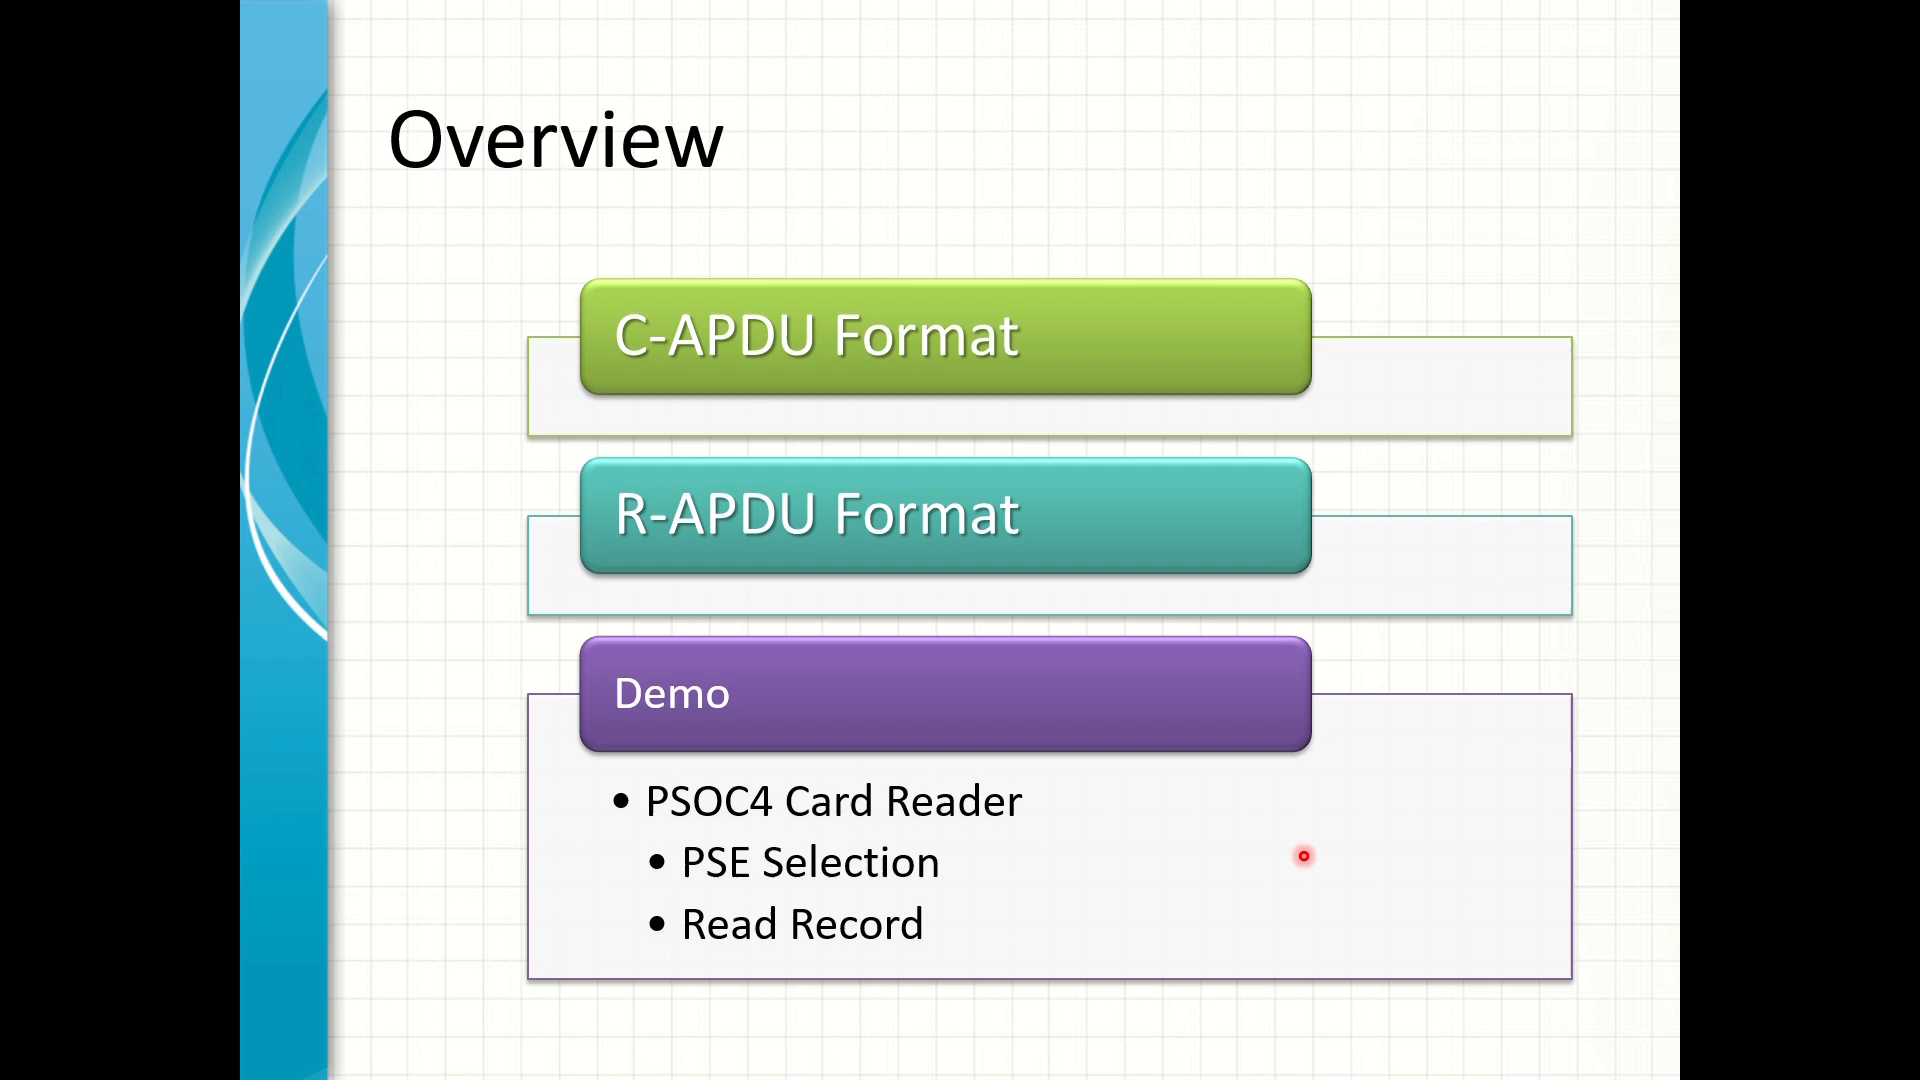 Overview
C-APDU Format
R-APDU Format
Demo
• PSOC4 Card Reader
• PSE Selection
• Read Record